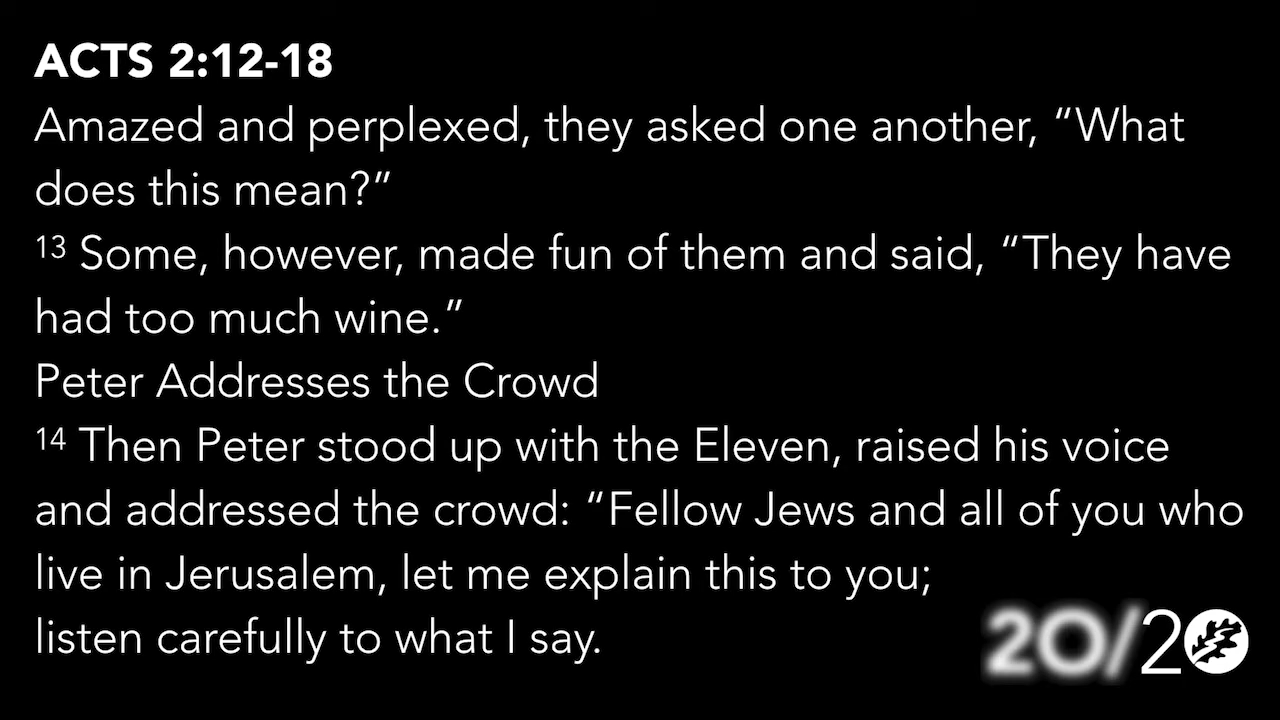 ACTS 2:12-18
Amazed and perplexed, they asked one another, “What
does this mean?”
13 Some, however, made fun of them and said, “They have
had too much wine.”
Peter Addresses the Crowd
14 Then Peter stood up with the Eleven, raised his voice
and addressed the crowd: “Fellow Jews and all of you who
live in Jerusalem, let me explain this to you;
listen carefully to what I say.
20/20